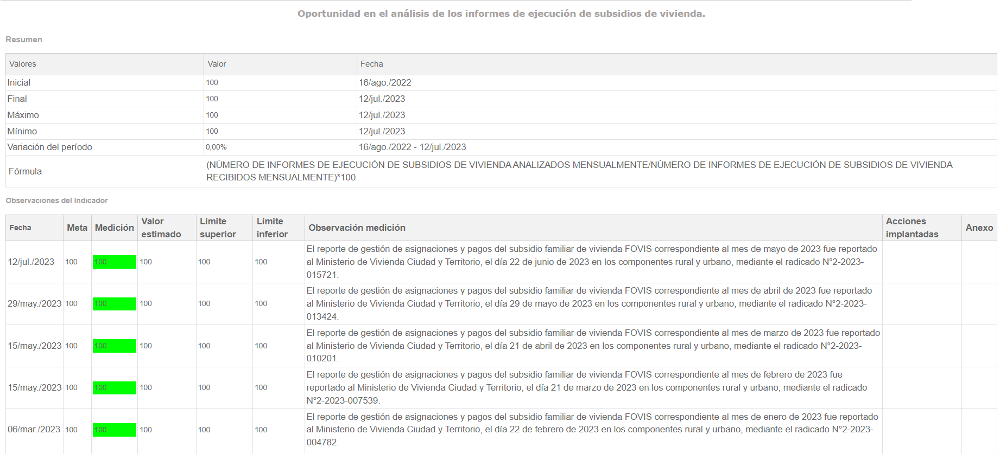 Oportunidad en el análisis de los informes de ejecución de subsidios de vivienda.
Resumen
Valores Valor Fecha
Inicial 100 16/ago./2022
Final 100 12/jul./2023
Máximo 100 12/jul./2023
Mínimo 100 12/jul./2023
Variación del período 0,00% 16/ago./2022 - 12/jul./2023
Fórmula (NÚMERO DE INFORMES DE EJECUCIÓN DE SUBSIDIOS DE VIVIENDA ANALIZADOS MENSUALMENTE/NÚMERO DE INFORMES DE EJECUCIÓN DE SUBSIDIOS DE VIVIENDA
RECIBIDOS MENSUALMENTE)*100
Observaciones del Indicador
Fecha Meta Medición Valor estimado Límite superior Límite inferior Observación medición Acciones implantadas Anexo
12/jul./2023 100 100 100 100 100 El reporte de gestión de asignaciones y pagos del subsidio familiar de vivienda FOVIS correspondiente al mes de mayo de 2023 fue reportado
al Ministerio de Vivienda Ciudad y Territorio, el día 22 de junio de 2023 en los componentes rural y urbano, mediante el radicado N°2-2023-
015721.
29/may./2023 100 100 100 100 100 El reporte de gestión de asignaciones y pagos del subsidio familiar de vivienda FOVIS correspondiente al mes de abril de 2023 fue reportado
al Ministerio de Vivienda Ciudad y Territorio, el día 29 de mayo de 2023 en los componentes rural y urbano, mediante el radicado N°2-2023-
013424.
15/may./2023 100 100 100 100 100 El reporte de gestión de asignaciones y pagos del subsidio familiar de vivienda FOVIS correspondiente al mes de marzo de 2023 fue reportado
al Ministerio de Vivienda Ciudad y Territorio, el día 21 de abril de 2023 en los componentes rural y urbano, mediante el radicado N°2-2023-
010201.
15/may./2023 100 100 100 100 100 El reporte de gestión de asignaciones y pagos del subsidio familiar de vivienda FOVIS correspondiente al mes de febrero de 2023 fue
reportado al Ministerio de Vivienda Ciudad y Territorio, el día 21 de marzo de 2023 en los componentes rural y urbano, mediante el radicado
N°2-2023-007539.
06/mar./2023 100 100 100 100 100 El reporte de gestión de asignaciones y pagos del subsidio familiar de vivienda FOVIS correspondiente al mes de enero de 2023 fue reportado
al Ministerio de Vivienda Ciudad y Territorio, el día 22 de febrero de 2023 en los componentes rural y urbano, mediante el radicado N°2-2023-
004782.